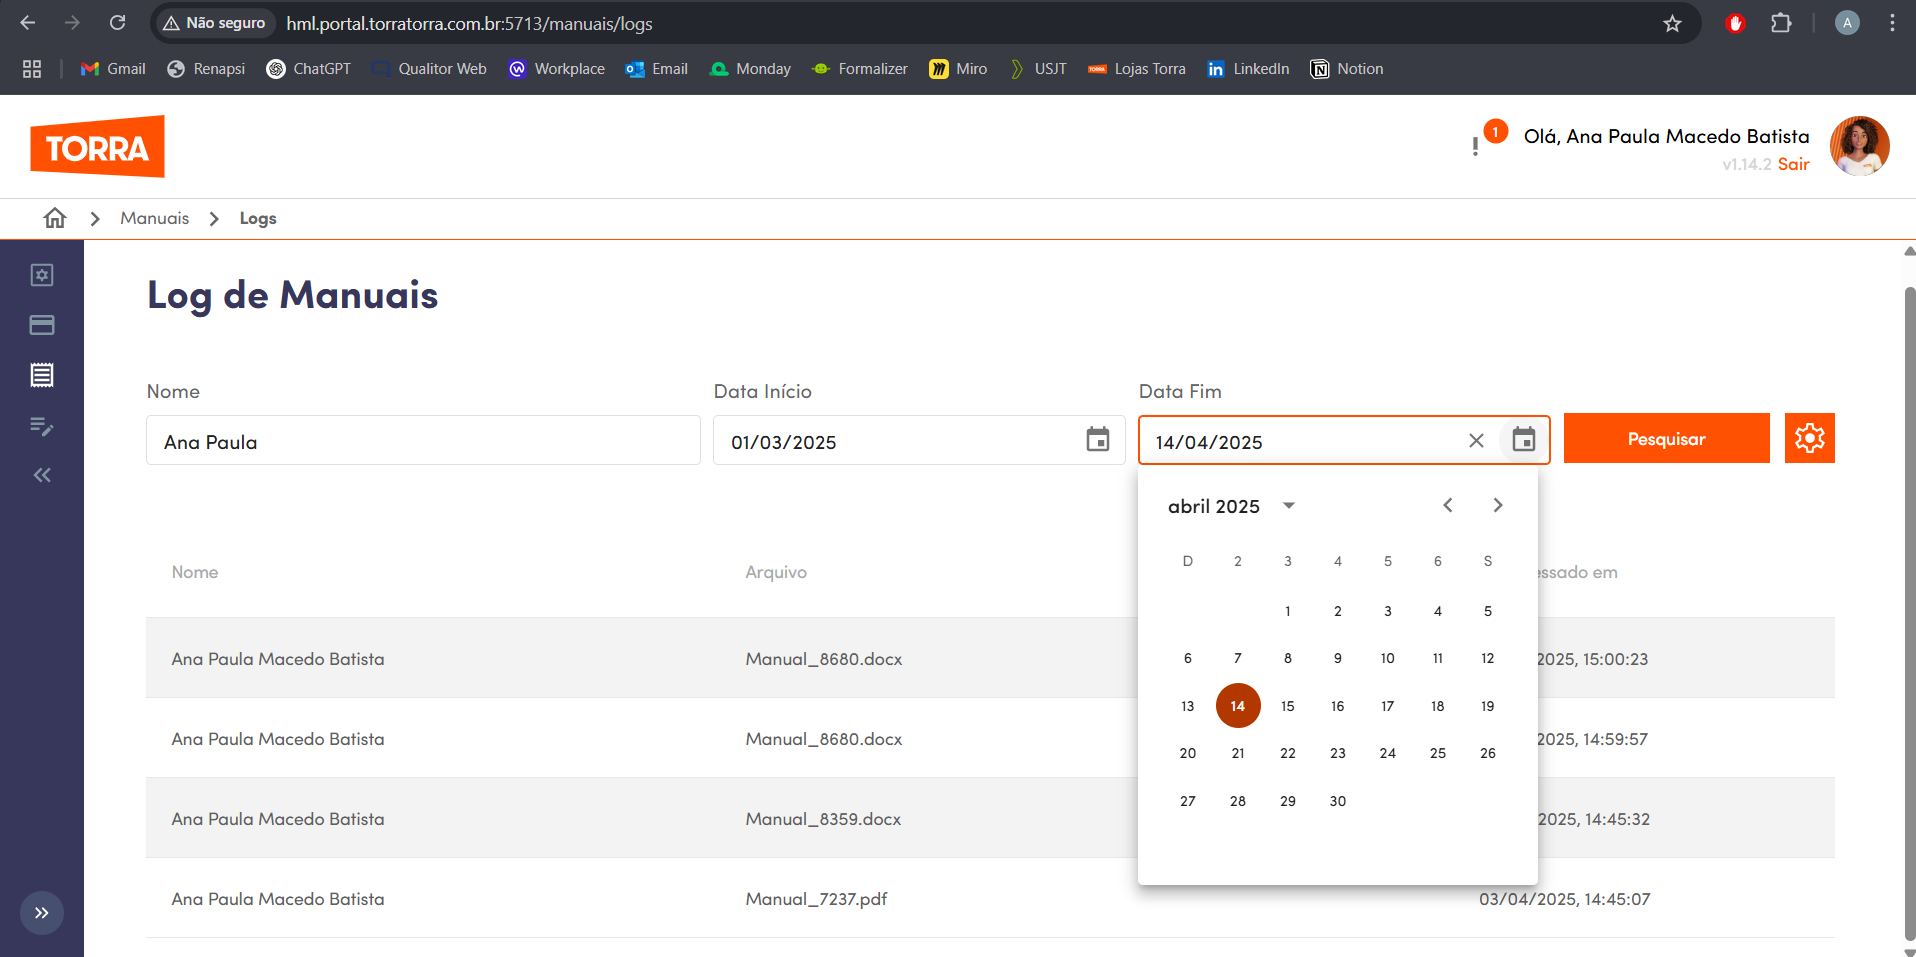 Não seguro hml.portal.torratorra.com.br:5713/manuais/logs A
Gmail Renapsi ChatGPT Qualitor Web Workplace Email Monday Formalizer Miro USJT Lojas Torra LinkedIn Notion
TORRA
1
Olá, Ana Paula Macedo Batista
v1.14.2 Sair
Manuais Logs
Log de Manuais
Nome Data Início Data Fim
Ana Paula 01/03/2025 14/04/2025 Pesquisar
abril 2025
D 2 3 4 5 6 S
1 2 3 4 5
6 7 8 9 10 11 12
13 14 15 16 17 18 19
20 21 22 23 24 25 26
27 28 29 30
Nome Arquivo essado em
Ana Paula Macedo Batista Manual_8680.docx 2025, 15:00:23
Ana Paula Macedo Batista Manual_8680.docx 2025, 14:59:57
Ana Paula Macedo Batista Manual_8359.docx 2025, 14:45:32
Ana Paula Macedo Batista Manual_7237.pdf 03/04/2025, 14:45:07